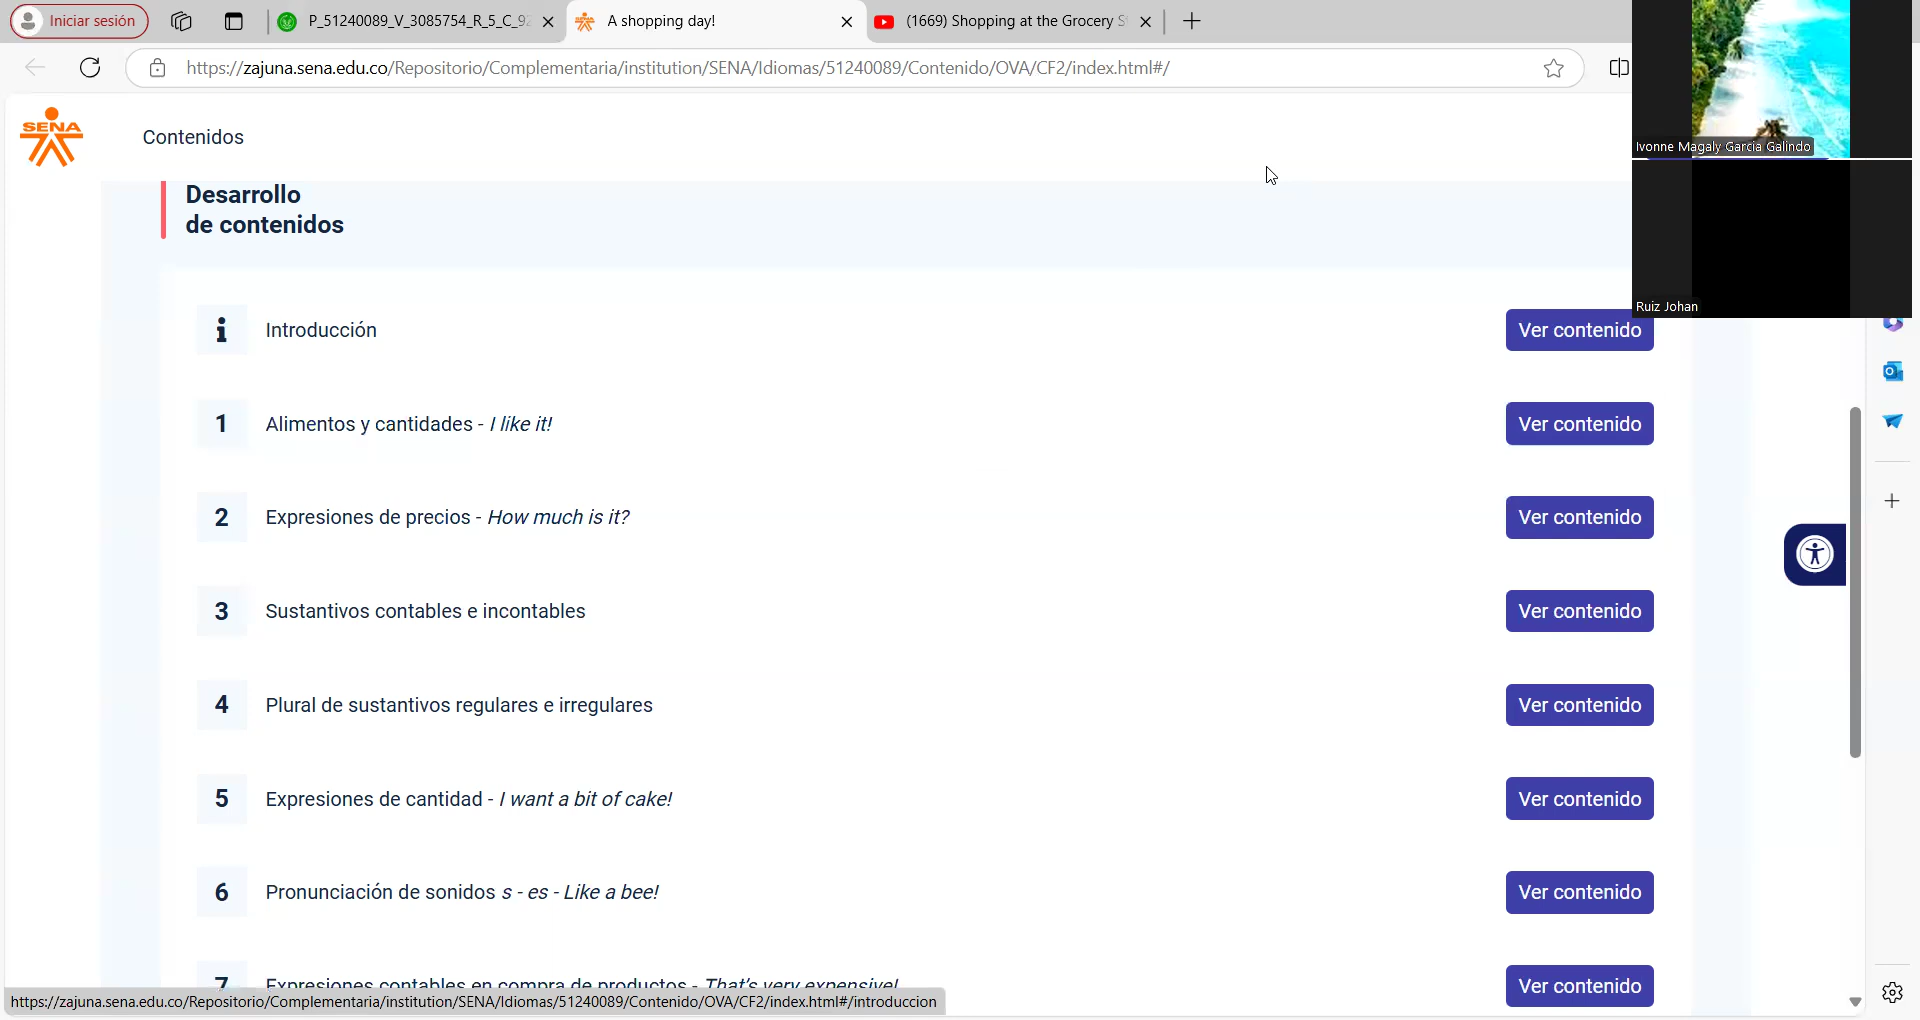 Iniciar sesión
P_51240089_V_3085754_R_5_C_92
A shopping day!
(1669) Shopping at the Grocery S
https://zajuna.sena.edu.co/Repositorio/Complementaria/institution/SENA/Idiomas/51240089/Contenido/OVA/CF2/index.html#/
Ivonne Magaly Garcia Galindo
Ruiz Johan
SENA
Contenidos
Desarrollo
de contenidos
i Introducción Ver contenido
1 Alimentos y cantidades - I like it! Ver contenido
2 Expresiones de precios - How much is it? Ver contenido
3 Sustantivos contables e incontables Ver contenido
4 Plural de sustantivos regulares e irregulares Ver contenido
5 Expresiones de cantidad - I want a bit of cake! Ver contenido
6 Pronunciación de sonidos s - es - Like a bee! Ver contenido
7 Expresiones contables en compra de productos - That's very expensive! Ver contenido
https://zajuna.sena.edu.co/Repositorio/Complementaria/institution/SENA/Idiomas/51240089/Contenido/OVA/CF2/index.html#/introduccion